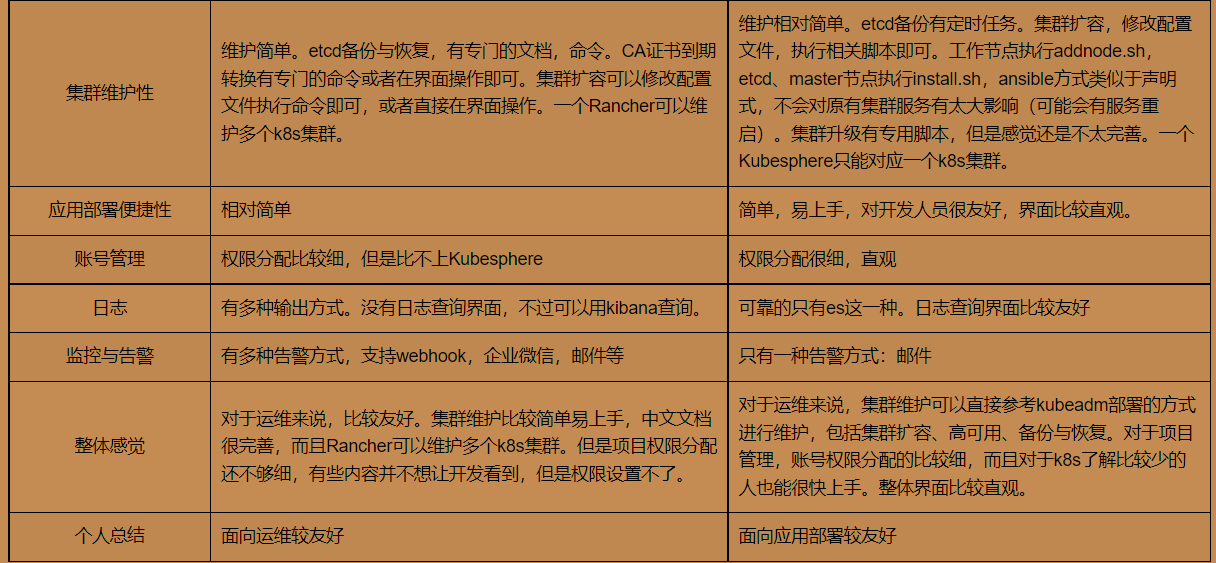 集群维护性
维护简单。etcd备份与恢复，有专门的文档，命令。CA证书到期
转换有专门的命令或者在界面操作即可。集群扩容可以修改配置
文件执行命令即可，或者直接在界面操作。一个Rancher可以维
护多个k8s集群。
维护相对简单。etcd备份有定时任务。集群扩容，修改配置
文件，执行相关脚本即可。工作节点执行addnode.sh，
etcd、master节点执行install.sh，ansible方式类似于声明
式，不会对原有集群服务有太大影响（可能会有服务重
启）。集群升级有专用脚本，但是感觉还是不太完善。一个
Kubesphere只能对应一个k8s集群。
应用部署便捷性
相对简单
简单，易上手，对开发人员很友好，界面比较直观。
账号管理
权限分配比较细，但是比不上Kubesphere
权限分配很细，直观
日志
有多种输出方式。没有日志查询界面，不过可以用kibana查询。
可靠的只有es这一种。日志查询界面比较友好
监控与告警
有多种告警方式，支持webhook，企业微信，邮件等
只有一种告警方式：邮件
整体感觉
对于运维来说，比较友好。集群维护比较简单易上手，中文文档
很完善，而且Rancher可以维护多个k8s集群。但是项目权限分配
还不够细，有些内容并不想让开发看到，但是权限设置不了。
对于运维来说，集群维护可以直接参考kubeadm部署的方式
进行维护，包括集群扩容、高可用、备份与恢复。对于项目
管理，账号权限分配的比较细，而且对于k8s了解比较少的
人也能很快上手。整体界面比较直观。
个人总结
面向运维较友好
面向应用部署较友好